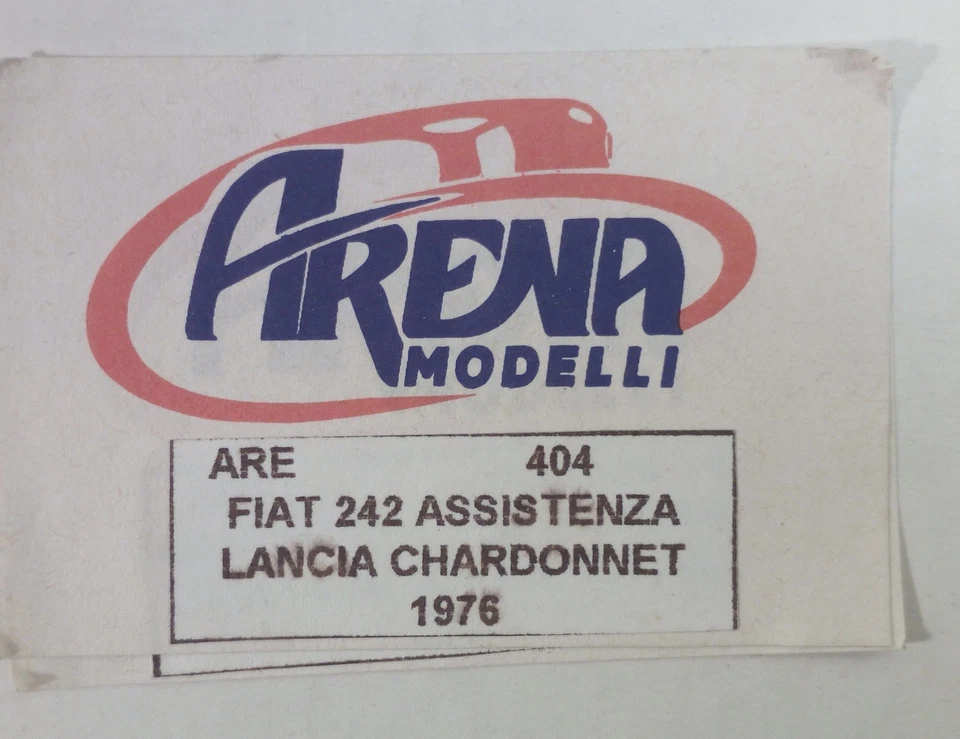 ARENA
MODELLI
ARE 404
FIAT 242 ASSISTENZA
LANCIA CHARDONNET
1976